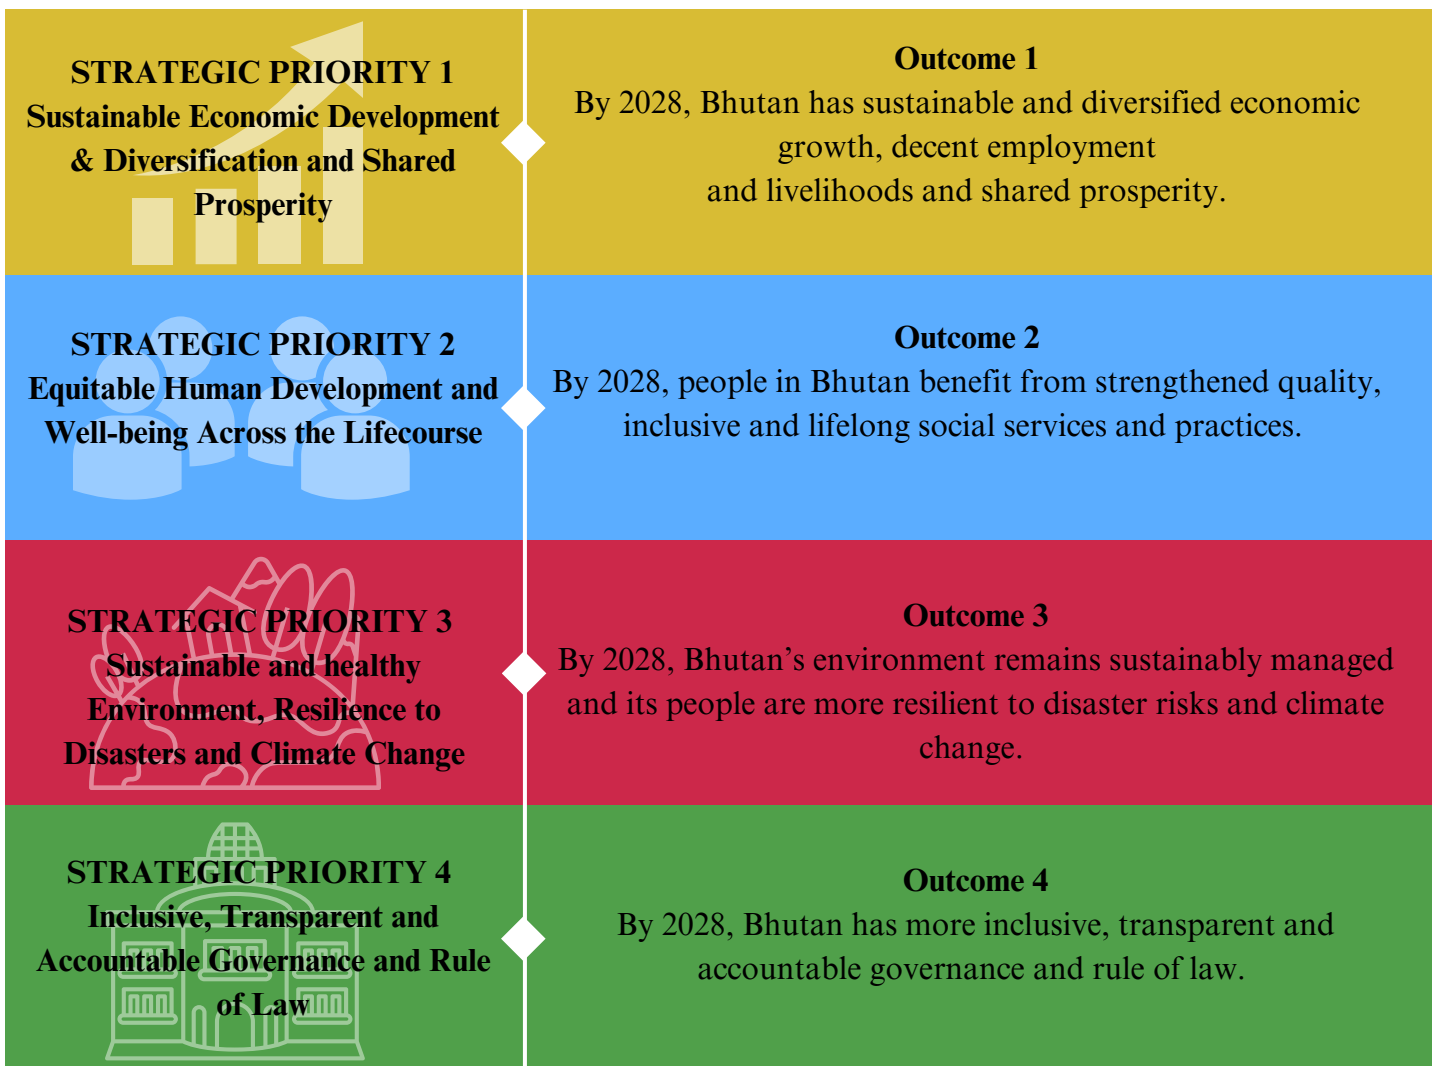 STRATEGIC PRIORITY 1
Sustainable Economic Development
& Diversification and Shared
Prosperity
Outcome 1
By 2028, Bhutan has sustainable and diversified economic
growth, decent employment
and livelihoods and shared prosperity.
STRATEGIC PRIORITY 2
Equitable Human Development and
Well-being Across the Lifecourse
Outcome 2
By 2028, people in Bhutan benefit from strengthened quality,
inclusive and lifelong social services and practices.
STRATEGIC PRIORITY 3
Sustainable and healthy
Environment, Resilience to
Disasters and Climate Change
Outcome 3
By 2028, Bhutan’s environment remains sustainably managed
and its people are more resilient to disaster risks and climate
change.
STRATEGIC PRIORITY 4
Inclusive, Transparent and
Accountable Governance and Rule
of Law
Outcome 4
By 2028, Bhutan has more inclusive, transparent and
accountable governance and rule of law.